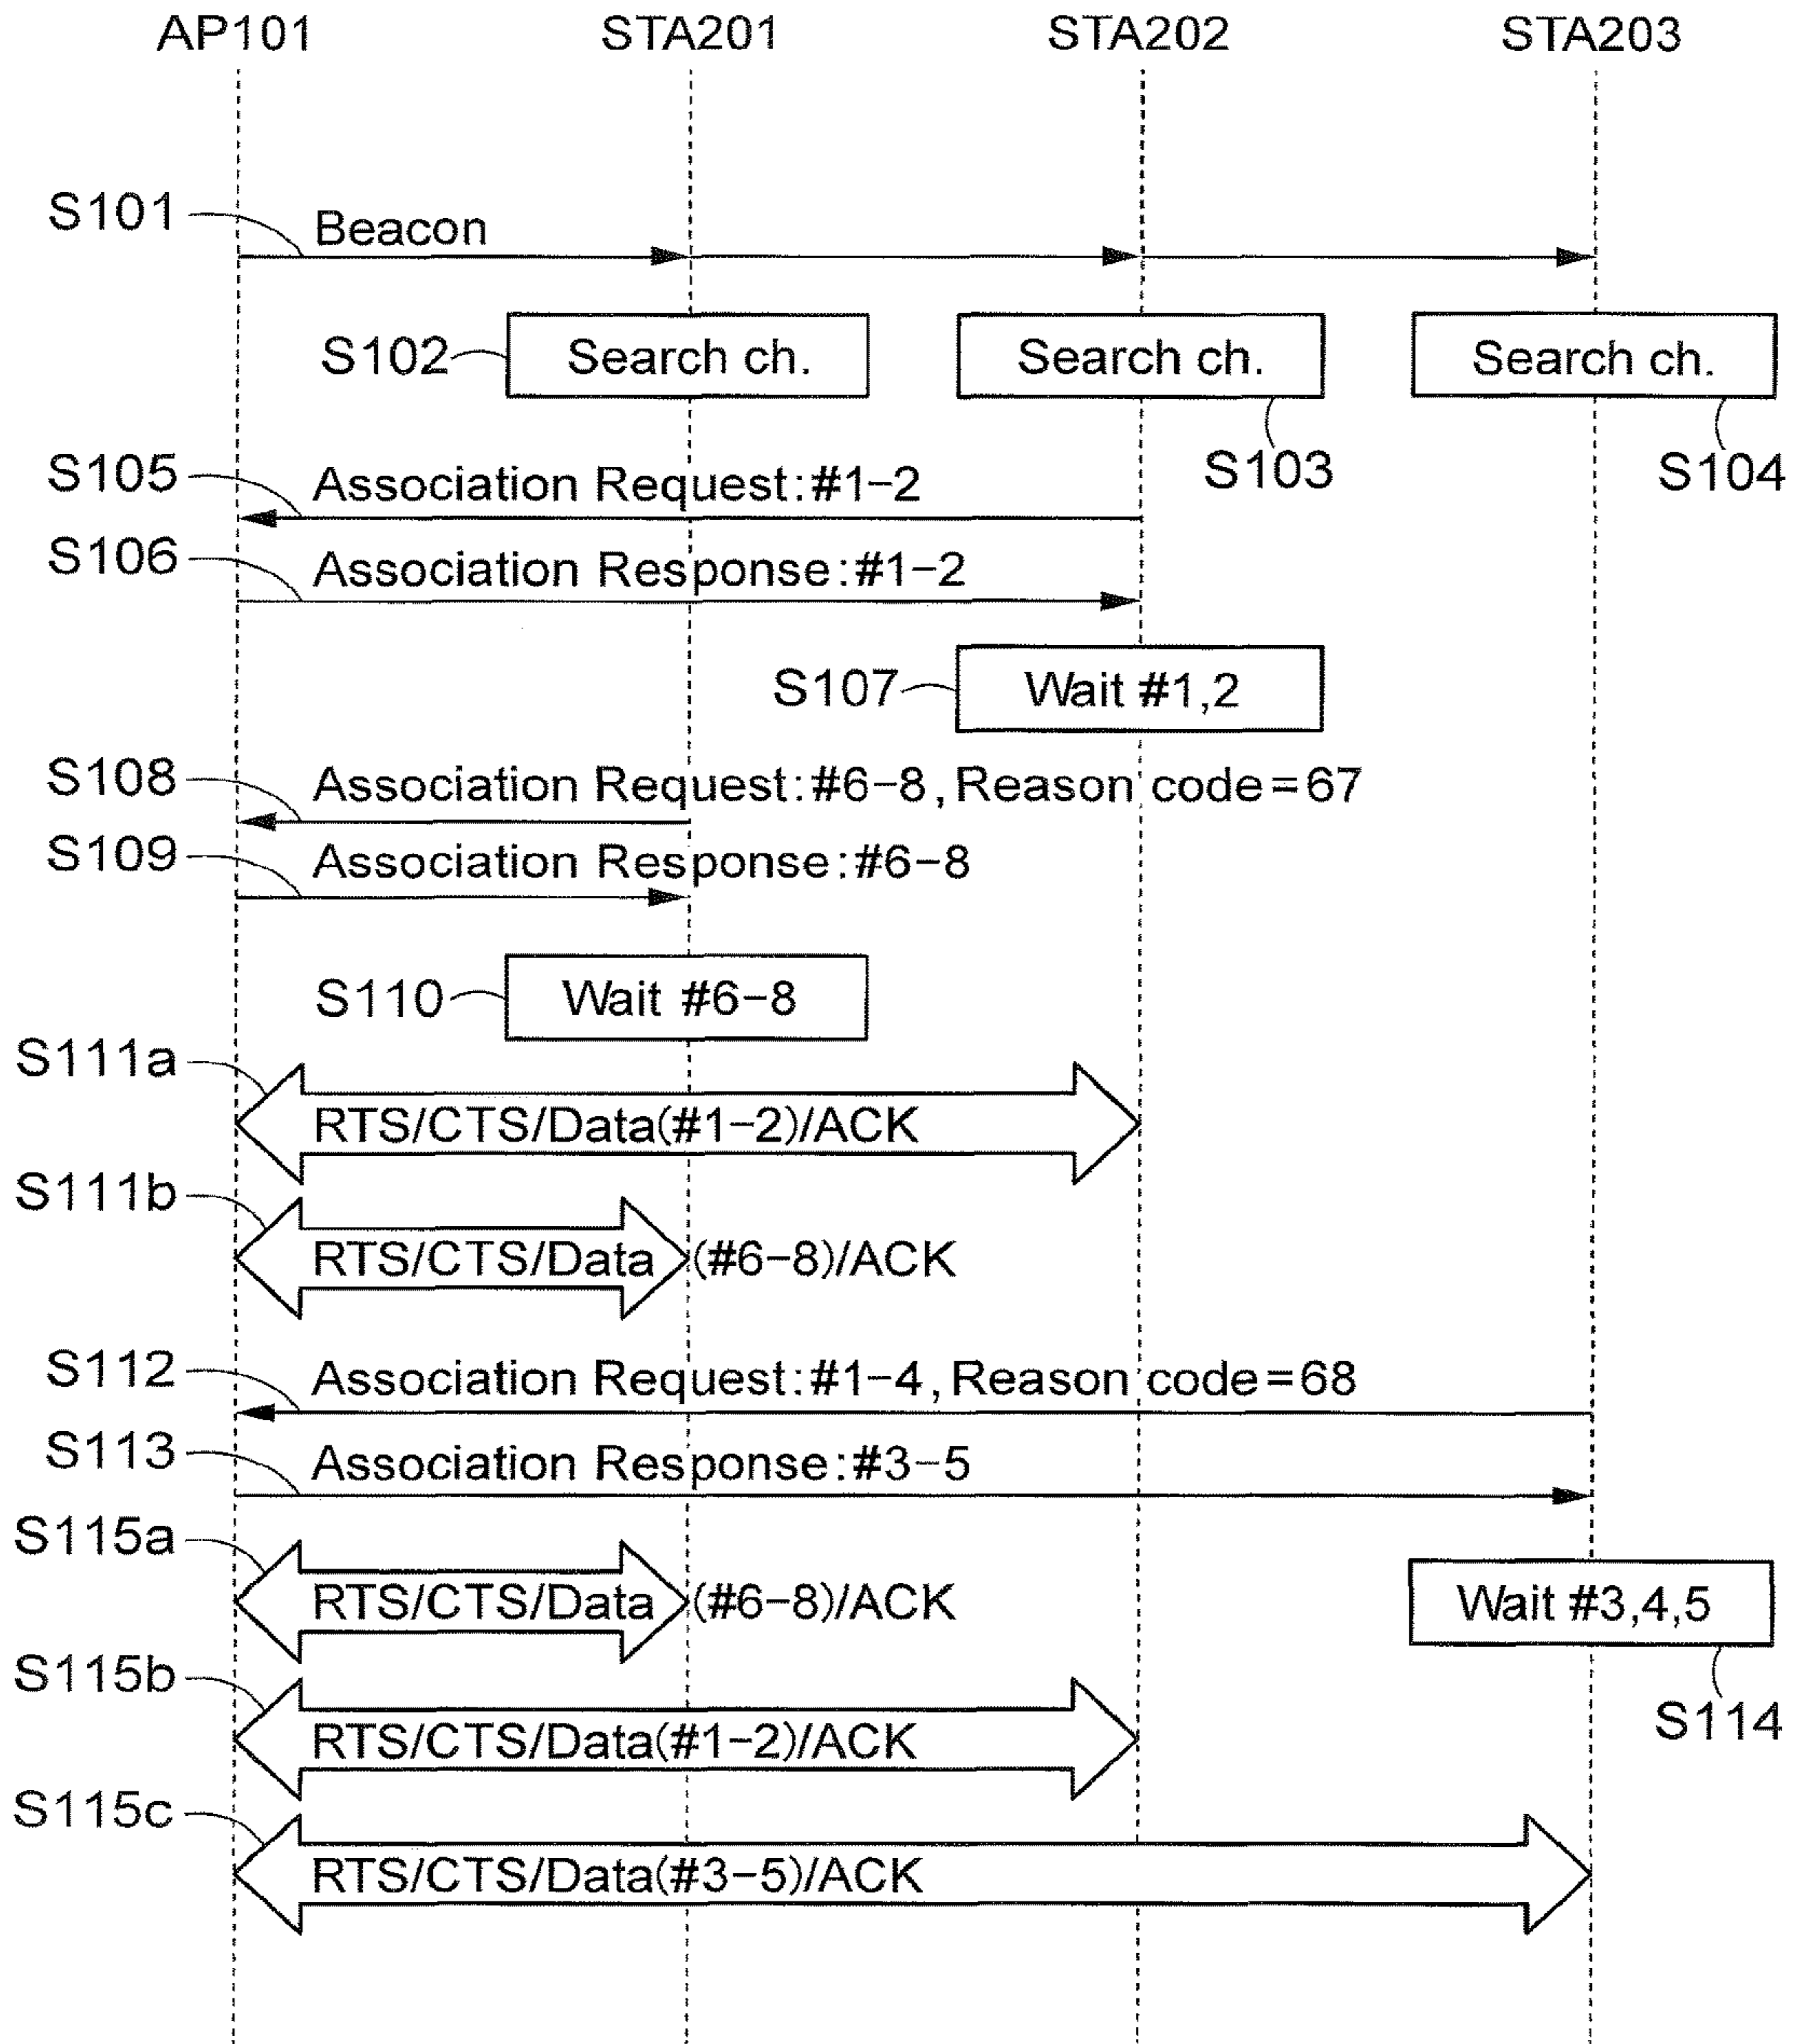 AP101 STA201 STA202 STA203
S101 Beacon
S102 Search ch. Search ch. Search ch.
S103 S104
S105 Association Request:#1-2
S106 Association Response:#1-2
S107 Wait #1,2
S108 Association Request:#6-8, Reason code=67
S109 Association Response:#6-8
S110 Wait #6-8
S111a
RTS/CTS/Data(#1-2)/ACK
S111b
RTS/CTS/Data (#6-8)/ACK
S112 Association Request:#1-4, Reason code=68
S113 Association Response:#3-5
S115a
RTS/CTS/Data (#6-8)/ACK Wait #3,4,5
S115b S114
RTS/CTS/Data(#1-2)/ACK
S115c
RTS/CTS/Data(#3-5)/ACK